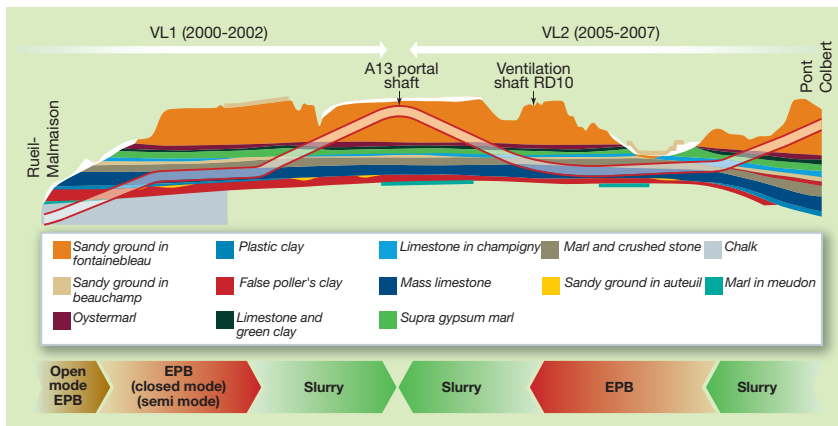 VL1 (2000-2002)
VL2 (2005-2007)
A13 portal
shaft
Ventilation
shaft RD10
Pont
Colbert
Rueil-
Malmaison
Sandy ground in
fontainebleau
Plastic clay
Limestone in champigny
Marl and crushed stone
Chalk
Sandy ground in
beauchamp
False poller's clay
Mass limestone
Sandy ground in auteuil
Marl in meudon
Oystermarl
Limestone and
green clay
Supra gypsum marl
Open
mode
EPB
EPB
(closed mode)
(semi mode)
Slurry
Slurry
EPB
Slurry